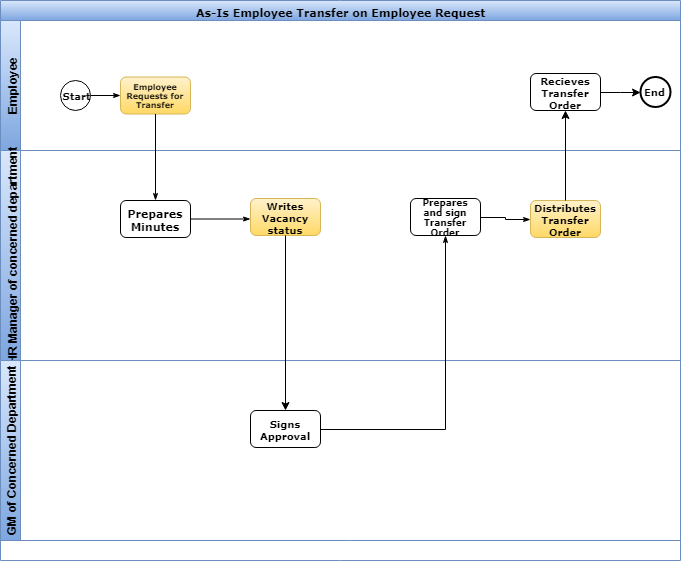 As-Is Employee Transfer on Employee Request
Employee
Start
Employee
Requests for
Transfer
Recieves
Transfer
Order
End
HR Manager of concerned department
Prepares
Minutes
Writes
Vacancy
status
Prepares
and sign
Transfer
Order
Distributes
Transfer
Order
GM of Concerned Department
Signs
Approval